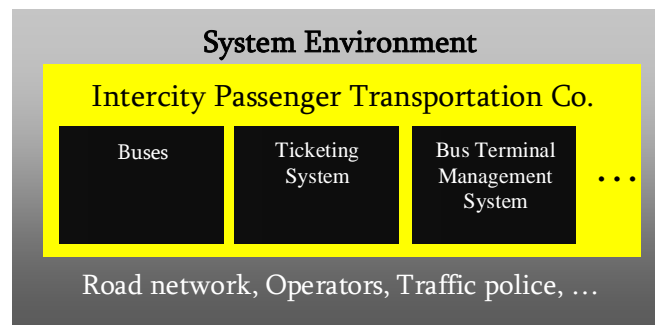 System Environment
Intercity Passenger Transportation Co.
Buses
Ticketing
System
Bus Terminal
Management
System
...
Road network, Operators, Traffic police, ...